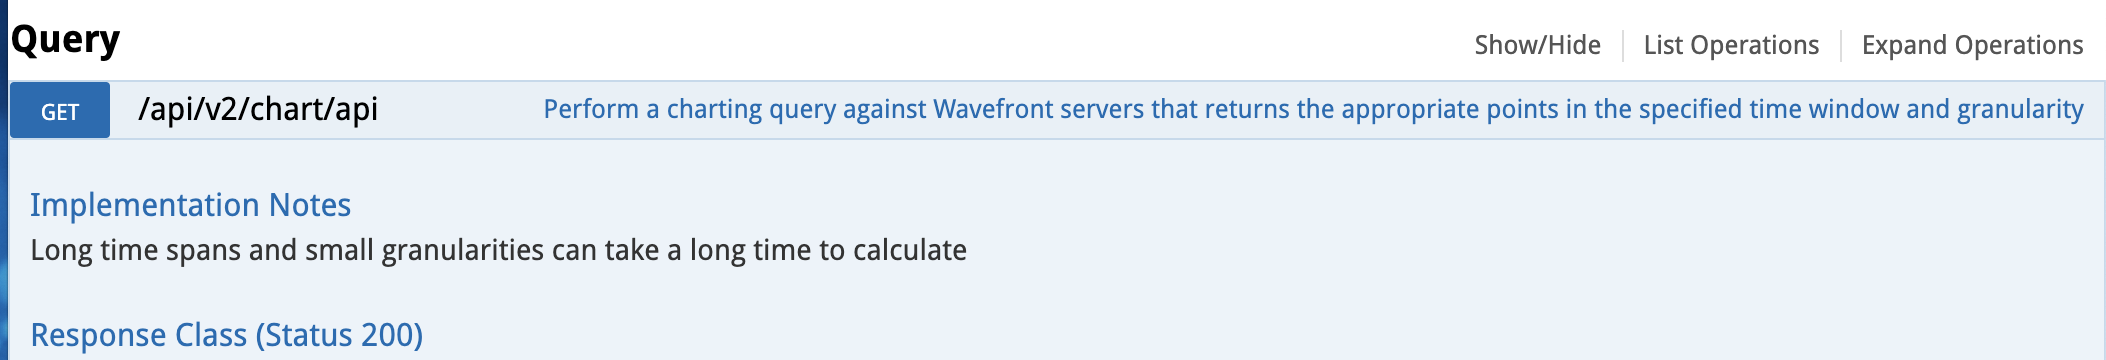 Query
Show/Hide List Operations Expand Operations
GET /api/v2/chart/api Perform a charting query against Wavefront servers that returns the appropriate points in the specified time window and granularity
Implementation Notes
Long time spans and small granularities can take a long time to calculate
Response Class (Status 200)